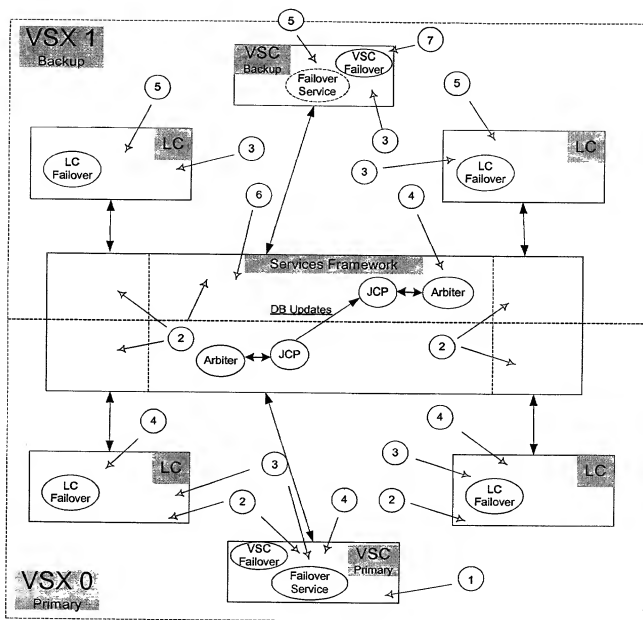 VSX 1
Backup
5
VSC
Backup
VSC
Failover
7
Failover
Service
5
LC
3
3
5
LC
LC
Failover
3
LC
Failover
6
4
Services Framework
JCP
Arbiter
DB Updates
2
Arbiter
JCP
2
4
LC
LC
Failover
3
2
4
4
3
LC
LC
Failover
2
VSC
Failover
VSC
Primary
Failover
Service
1
VSX 0
Primary